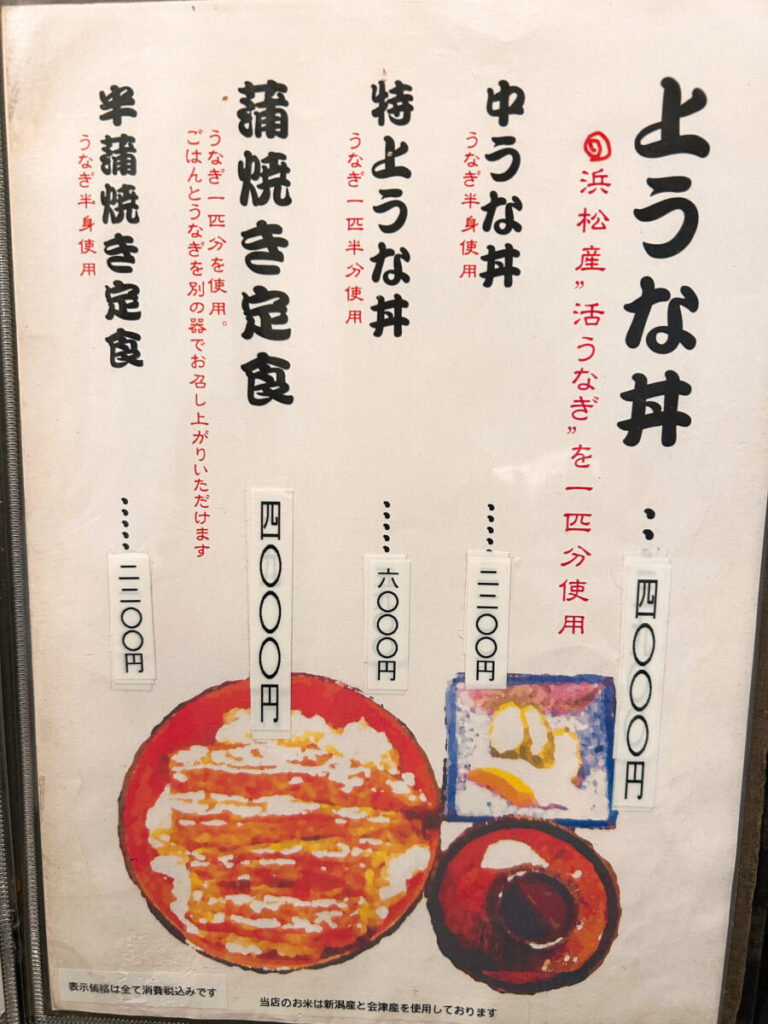 上うな丼
浜松産”活うなぎ”を一匹分使用
四〇〇〇円
中うな丼
うなぎ半身使用
二二〇〇円
特上うな丼
うなぎ一匹半分使用
六〇〇〇円
蒲焼き定食
うなぎ一匹分を使用。
ごはんとうなぎを別の器でお召し上がりいただけます
四〇〇〇円
半蒲焼き定食
うなぎ半身使用
二二〇〇円
表示価格は全て消費税込みです
当店のお米は新潟産と会津産を使用しております